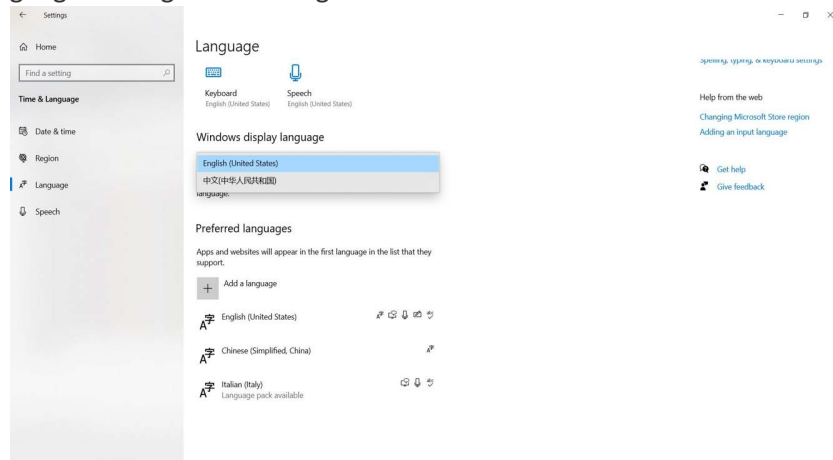 Settings
Home
Find a setting
Time & Language
Date & time
Region
Language
Speech
Language
Keyboard
English (United States)
Speech
English (United States)
Windows display language
English (United States)
中文(中华人民共和国)
language.
Preferred languages
Apps and websites will appear in the first language in the list that they
support.
Add a language
English (United States)
Chinese (Simplified, China)
Italian (Italy)
Language pack available
Spelling, typing, & keyboard settings
Help from the web
Changing Microsoft Store region
Adding an input language
Get help
Give feedback